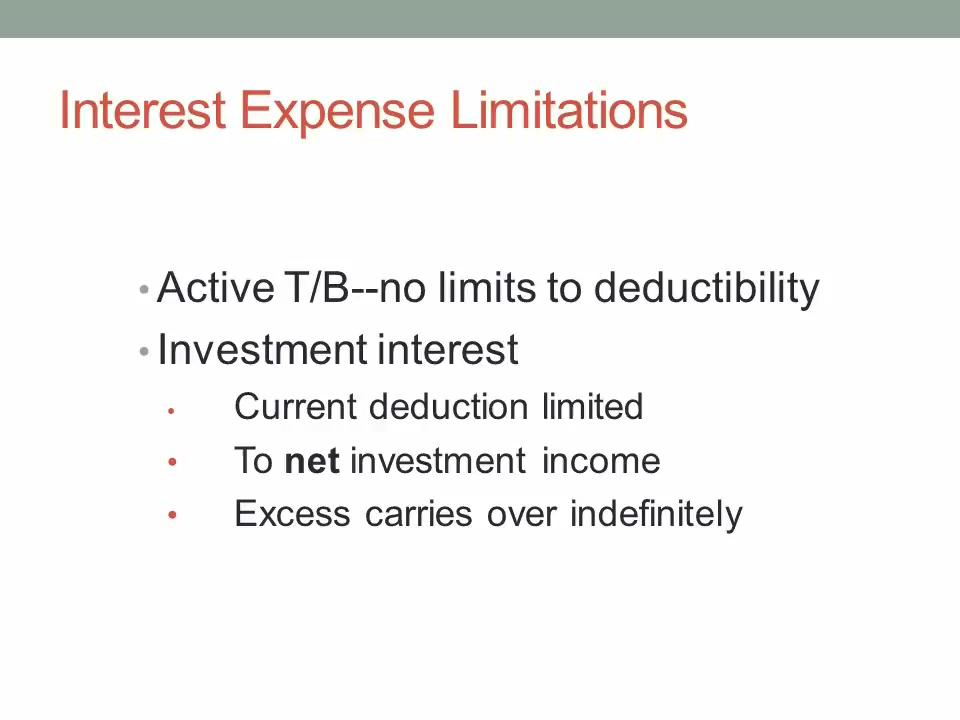 Interest Expense Limitations
• Active T/B--no limits to deductibility
• Investment interest
• Current deduction limited
• To net investment income
• Excess carries over indefinitely